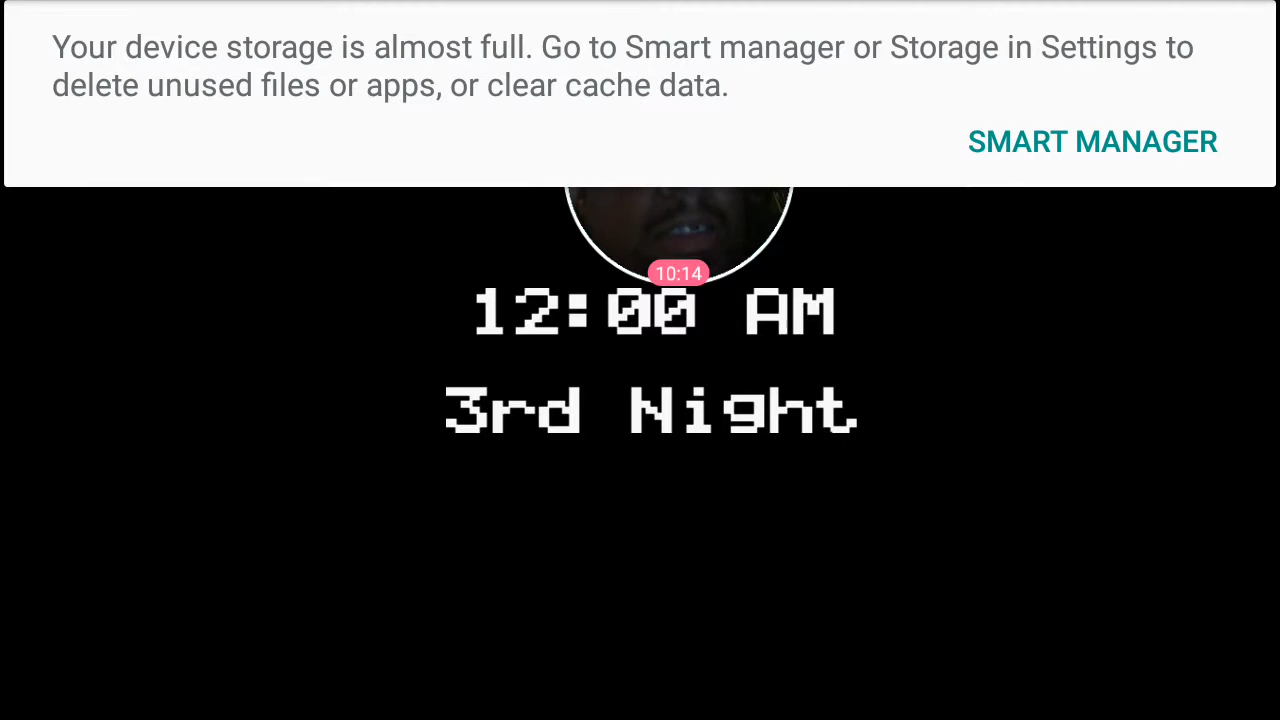 Your device storage is almost full. Go to Smart manager or Storage in Settings to
delete unused files or apps, or clear cache data.
SMART MANAGER
10:14
12:00 AM
3rd Night